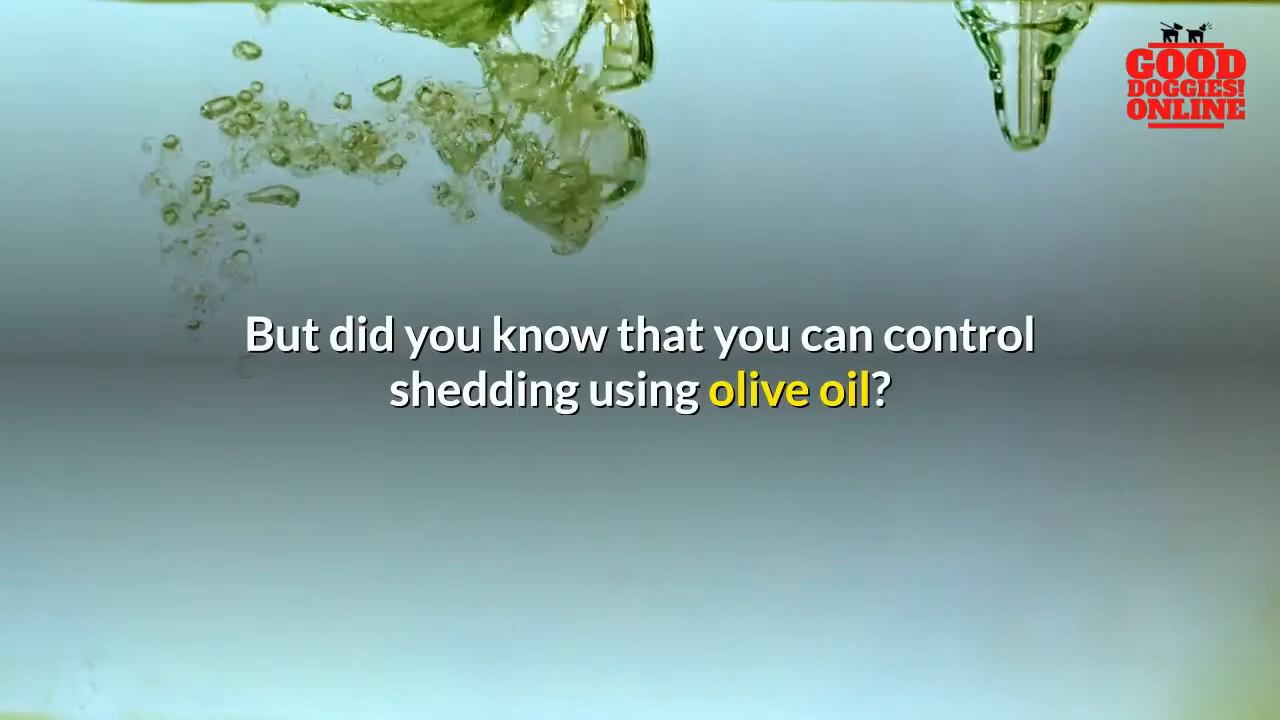 GOOD
DOGGIES!
ONLINE
But did you know that you can control
shedding using olive oil?